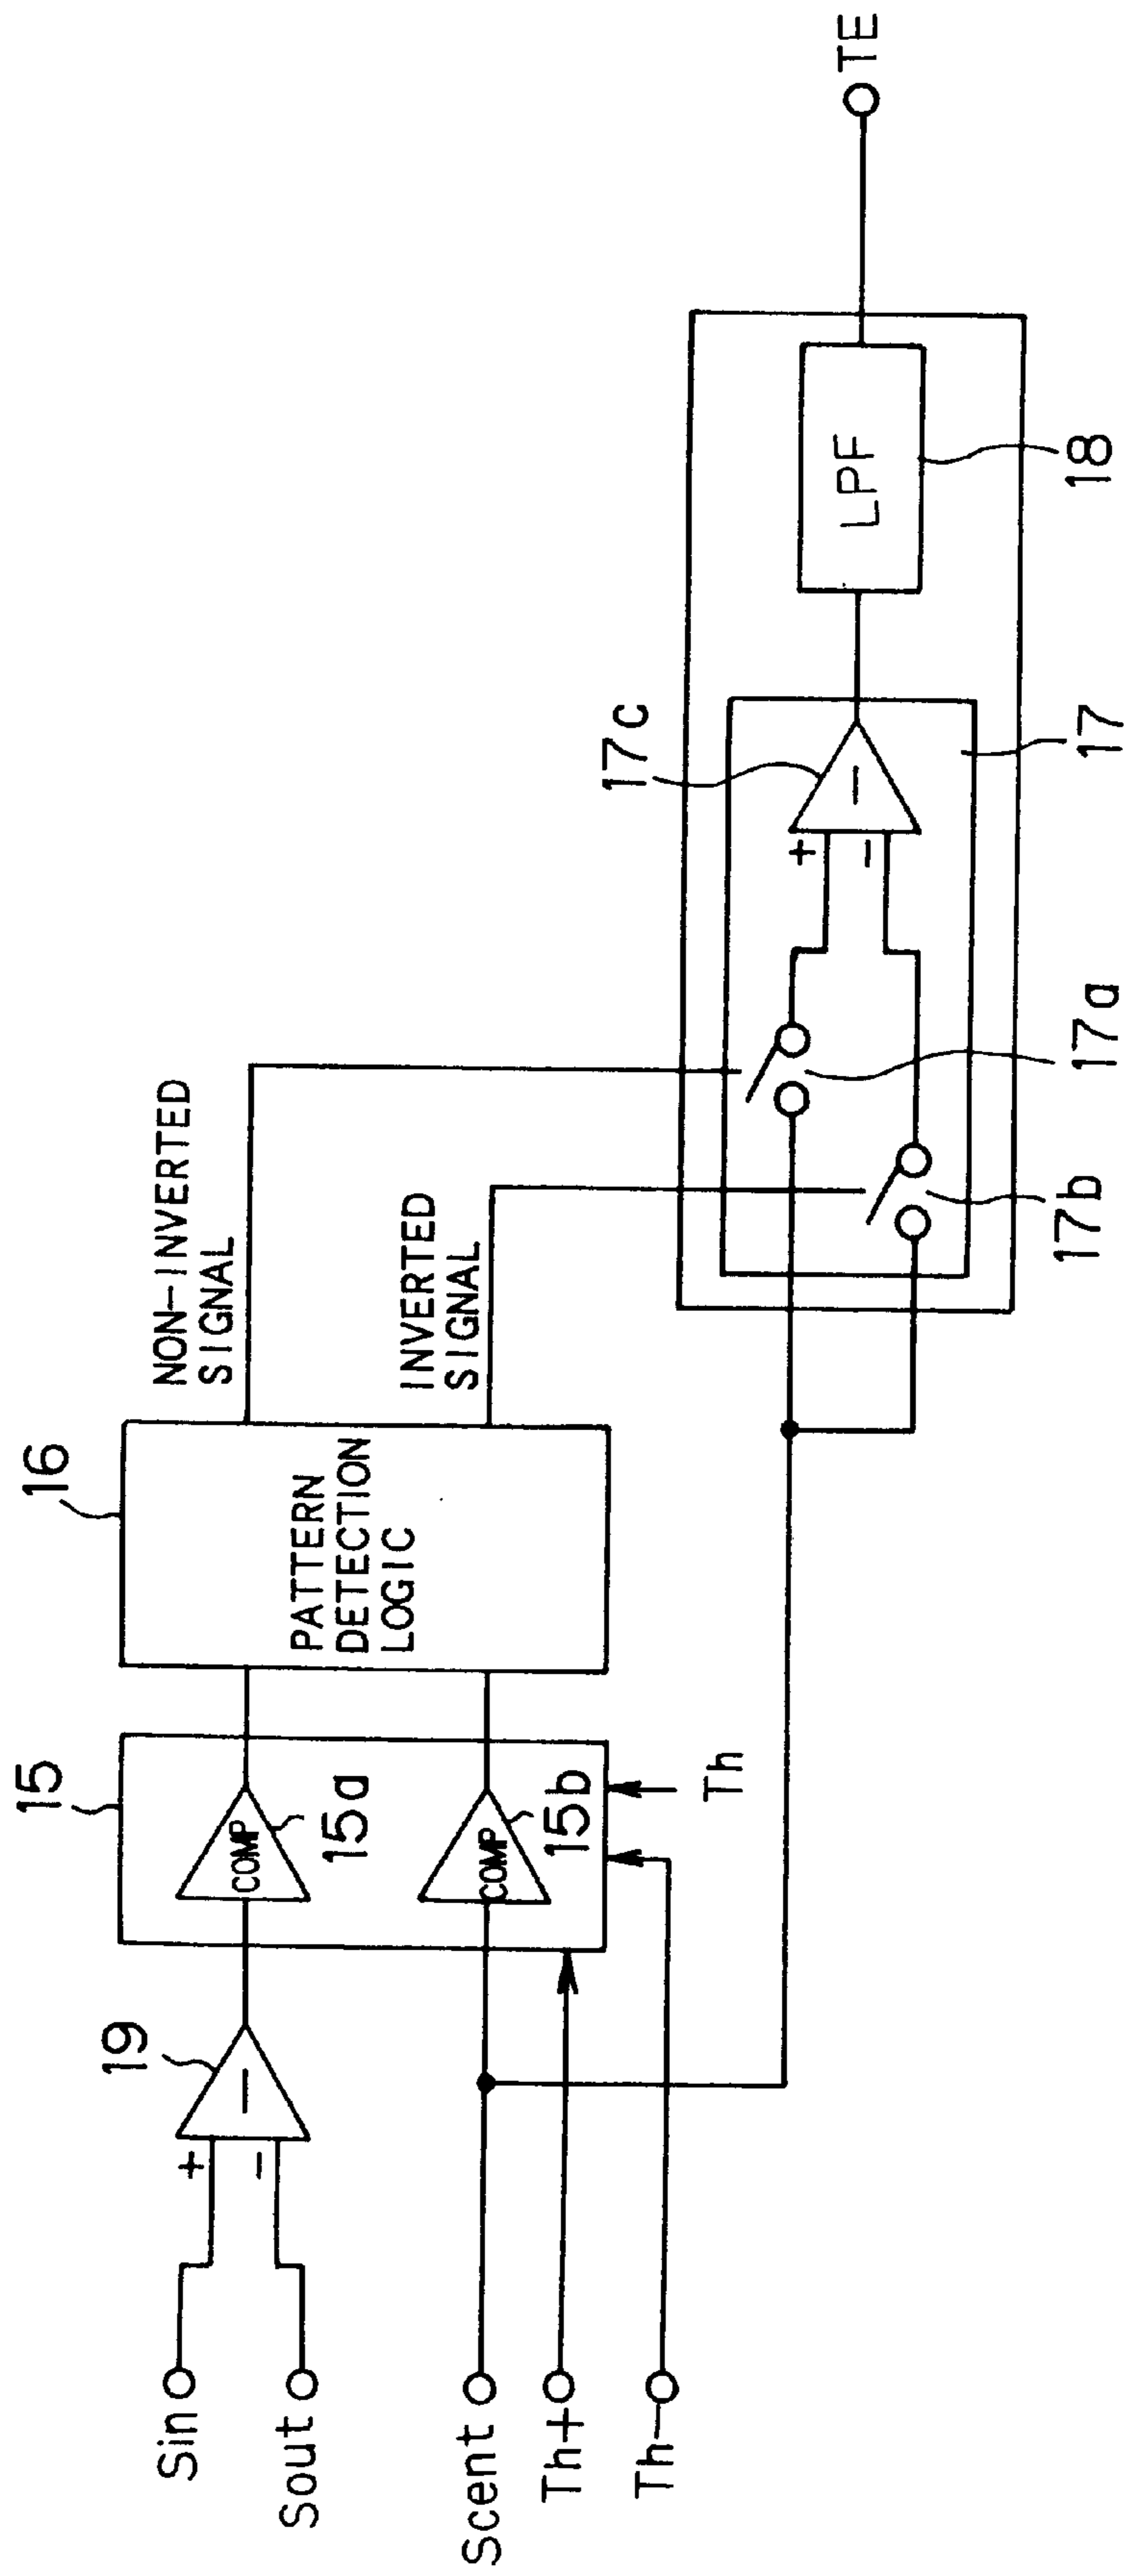 Sin
Sout
Scent
Th+
Th-
+
−
19
−
15
COMP
15a
COMP
15b
Th
16
PATTERN
DETECTION
LOGIC
NON-INVERTED
SIGNAL
INVERTED
SIGNAL
17b
17a
+
−
−
17c
17
LPF
18
TE